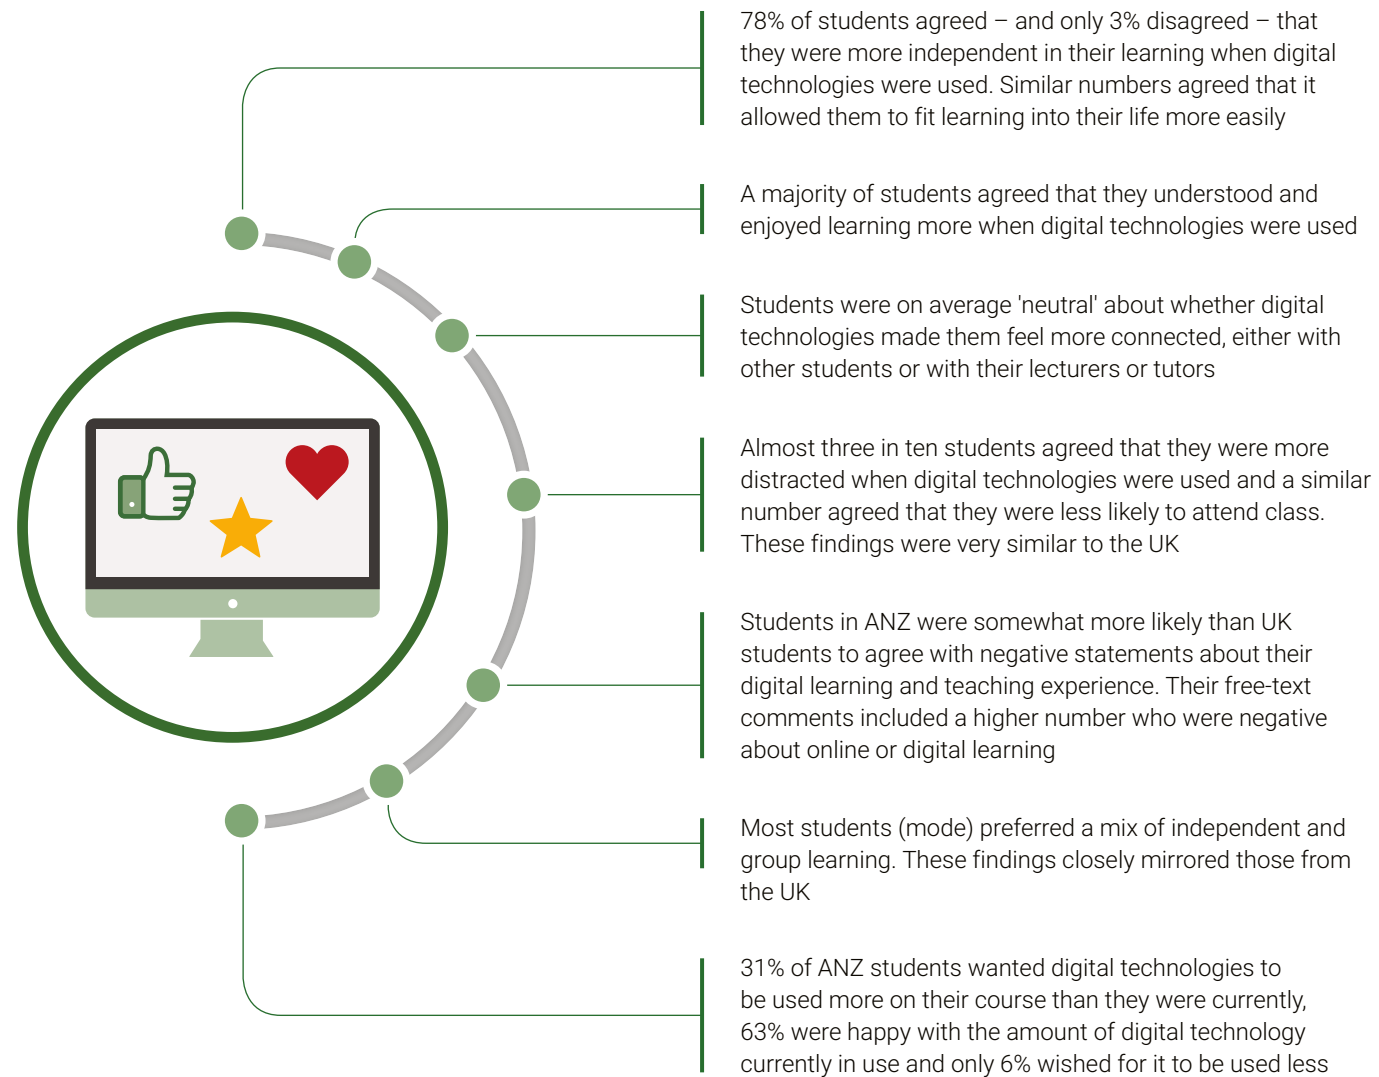 78% of students agreed – and only 3% disagreed – that
they were more independent in their learning when digital
technologies were used. Similar numbers agreed that it
allowed them to fit learning into their life more easily
A majority of students agreed that they understood and
enjoyed learning more when digital technologies were used
Students were on average 'neutral' about whether digital
technologies made them feel more connected, either with
other students or with their lecturers or tutors
Almost three in ten students agreed that they were more
distracted when digital technologies were used and a similar
number agreed that they were less likely to attend class.
These findings were very similar to the UK
Students in ANZ were somewhat more likely than UK
students to agree with negative statements about their
digital learning and teaching experience. Their free-text
comments included a higher number who were negative
about online or digital learning
Most students (mode) preferred a mix of independent and
group learning. These findings closely mirrored those from
the UK
31% of ANZ students wanted digital technologies to
be used more on their course than they were currently,
63% were happy with the amount of digital technology
currently in use and only 6% wished for it to be used less